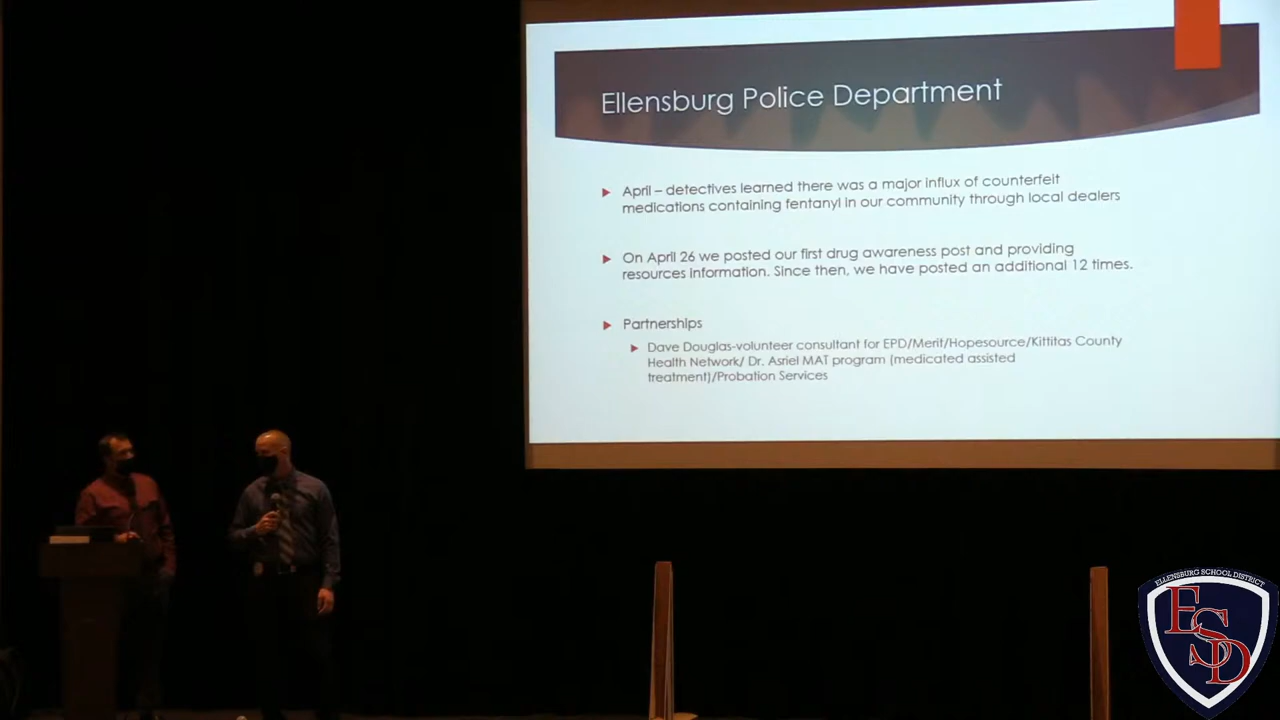 Ellensburg Police Department
April – detectives learned there was a major influx of counterfeit
medications containing fentanyl in our community through local dealers
On April 26 we posted our first drug awareness post and providing
resources information. Since then, we have posted an additional 12 times.
Partnerships
Dave Douglas-volunteer consultant for EPD/Merit/Hopesource/Kittitas County
Health Network/ Dr. Asriel MAT program (medicated assisted
treatment)/Probation Services
ELLENSBURG SCHOOL DISTRICT
ESD